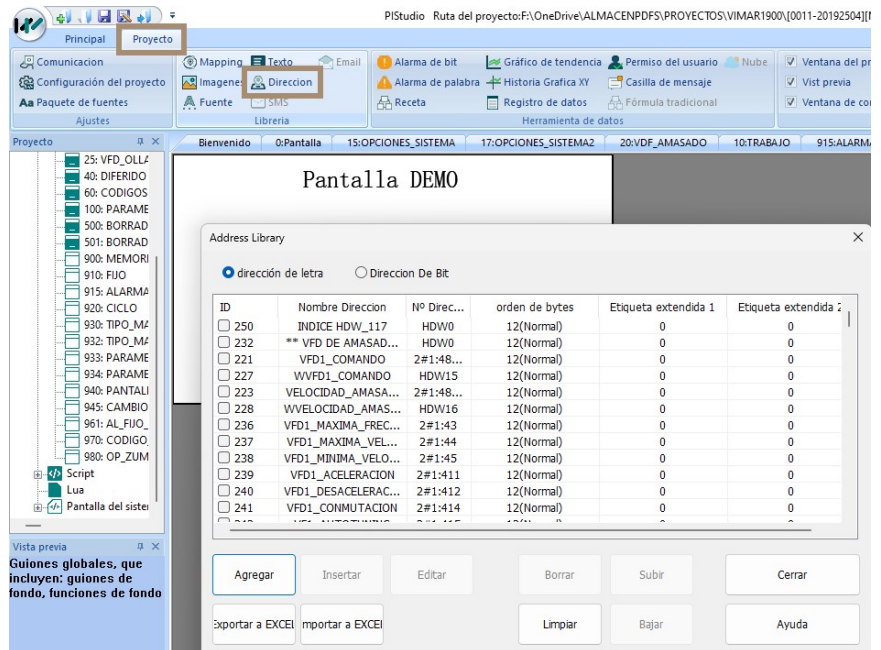 PIStudio Ruta del proyecto:F:\OneDrive\ALMACENPDFS\PROYECTOS\VIMAR1900\[0011-20192504][
Principal Proyecto
Comunicacion Mapping Texto Email Alarma de bit Gráfico de tendencia Permiso del usuario Nube Ventana del pr
Configuración del proyecto Imagenes Direccion Alarma de palabra Historia Grafica XY Casilla de mensaje Vist previa
Paquete de fuentes Fuente SMS Receta Registro de datos Fórmula tradicional Ventana de co
Ajustes Libreria Herramienta de datos
Proyecto
Bienvenido 0:Pantalla 15:OPCIONES_SISTEMA 17:OPCIONES_SISTEMA2 20:VDF_AMASADO 10:TRABAJO 915:ALARMA
25: VFD_OLLA
40: DIFERIDO
60: CODIGOS
100: PARAME
500: BORRAD
501: BORRAD
900: MEMORI
910: FIJO
915: ALARMA
920: CICLO
930: TIPO_MA
932: TIPO_MA
933: PARAME
934: PARAME
940: PANTALL
945: CAMBIO
961: AL_FIJO_
970: CODIGO_
980: OP_ZUM
Script
Lua
Pantalla del sister
Vista previa
Guiones globales, que
incluyen: guiones de
fondo, funciones de fondo
Pantalla DEMO
Address Library
dirección de letra Direccion De Bit
ID Nombre Direccion Nº Direc... orden de bytes Etiqueta extendida 1 Etiqueta extendida 2
250 INDICE HDW_117 HDW0 12(Normal) 0 0
232 ** VFD DE AMASAD... HDW0 12(Normal) 0 0
221 VFD1_COMANDO 2#1:48... 12(Normal) 0 0
227 WVFD1_COMANDO HDW15 12(Normal) 0 0
223 VELOCIDAD_AMASA... 2#1:48... 12(Normal) 0 0
228 WVELOCIDAD_AMAS... HDW16 12(Normal) 0 0
236 VFD1_MAXIMA_FREC... 2#1:43 12(Normal) 0 0
237 VFD1_MAXIMA_VEL... 2#1:44 12(Normal) 0 0
238 VFD1_MINIMA_VELO... 2#1:45 12(Normal) 0 0
239 VFD1_ACELERACION 2#1:411 12(Normal) 0 0
240 VFD1_DESACELERAC... 2#1:412 12(Normal) 0 0
241 VFD1_CONMUTACION 2#1:414 12(Normal) 0 0
Agregar Insertar Editar Borrar Subir Cerrar
Exportar a EXCEL mportar a EXCEl Limpiar Bajar Ayuda